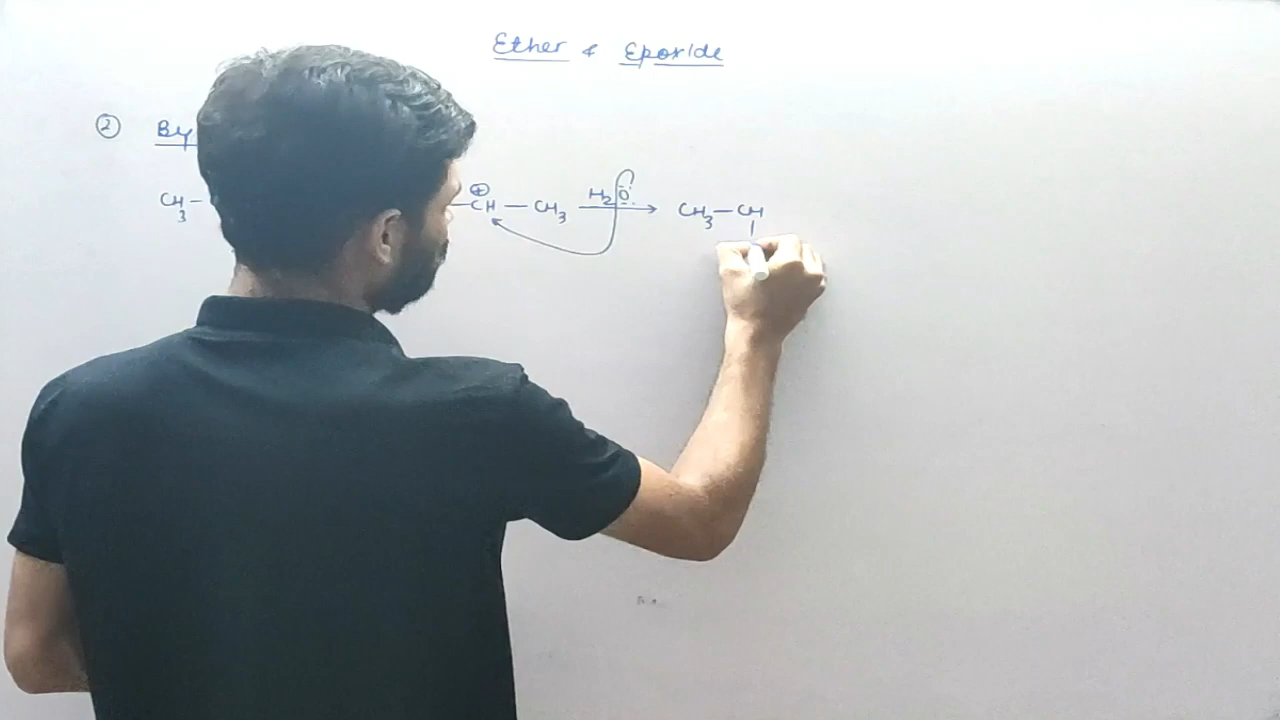 Ether & Epoxide
② By
CH3- -CH⊕-CH3 H2Ö: → CH3-CH